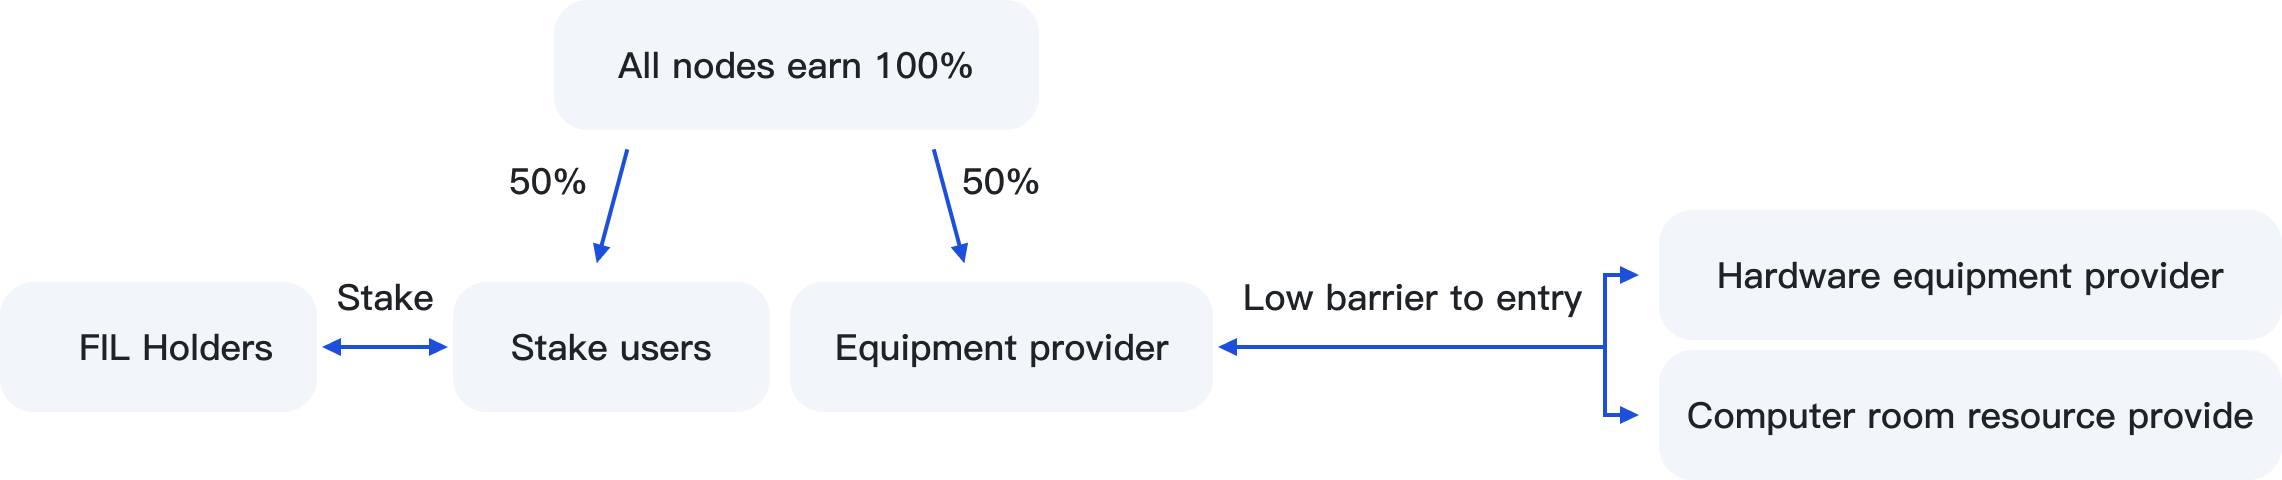 All nodes earn 100%
50%
50%
FIL Holders
Stake
Stake users
Equipment provider
Low barrier to entry
Hardware equipment provider
Computer room resource provide